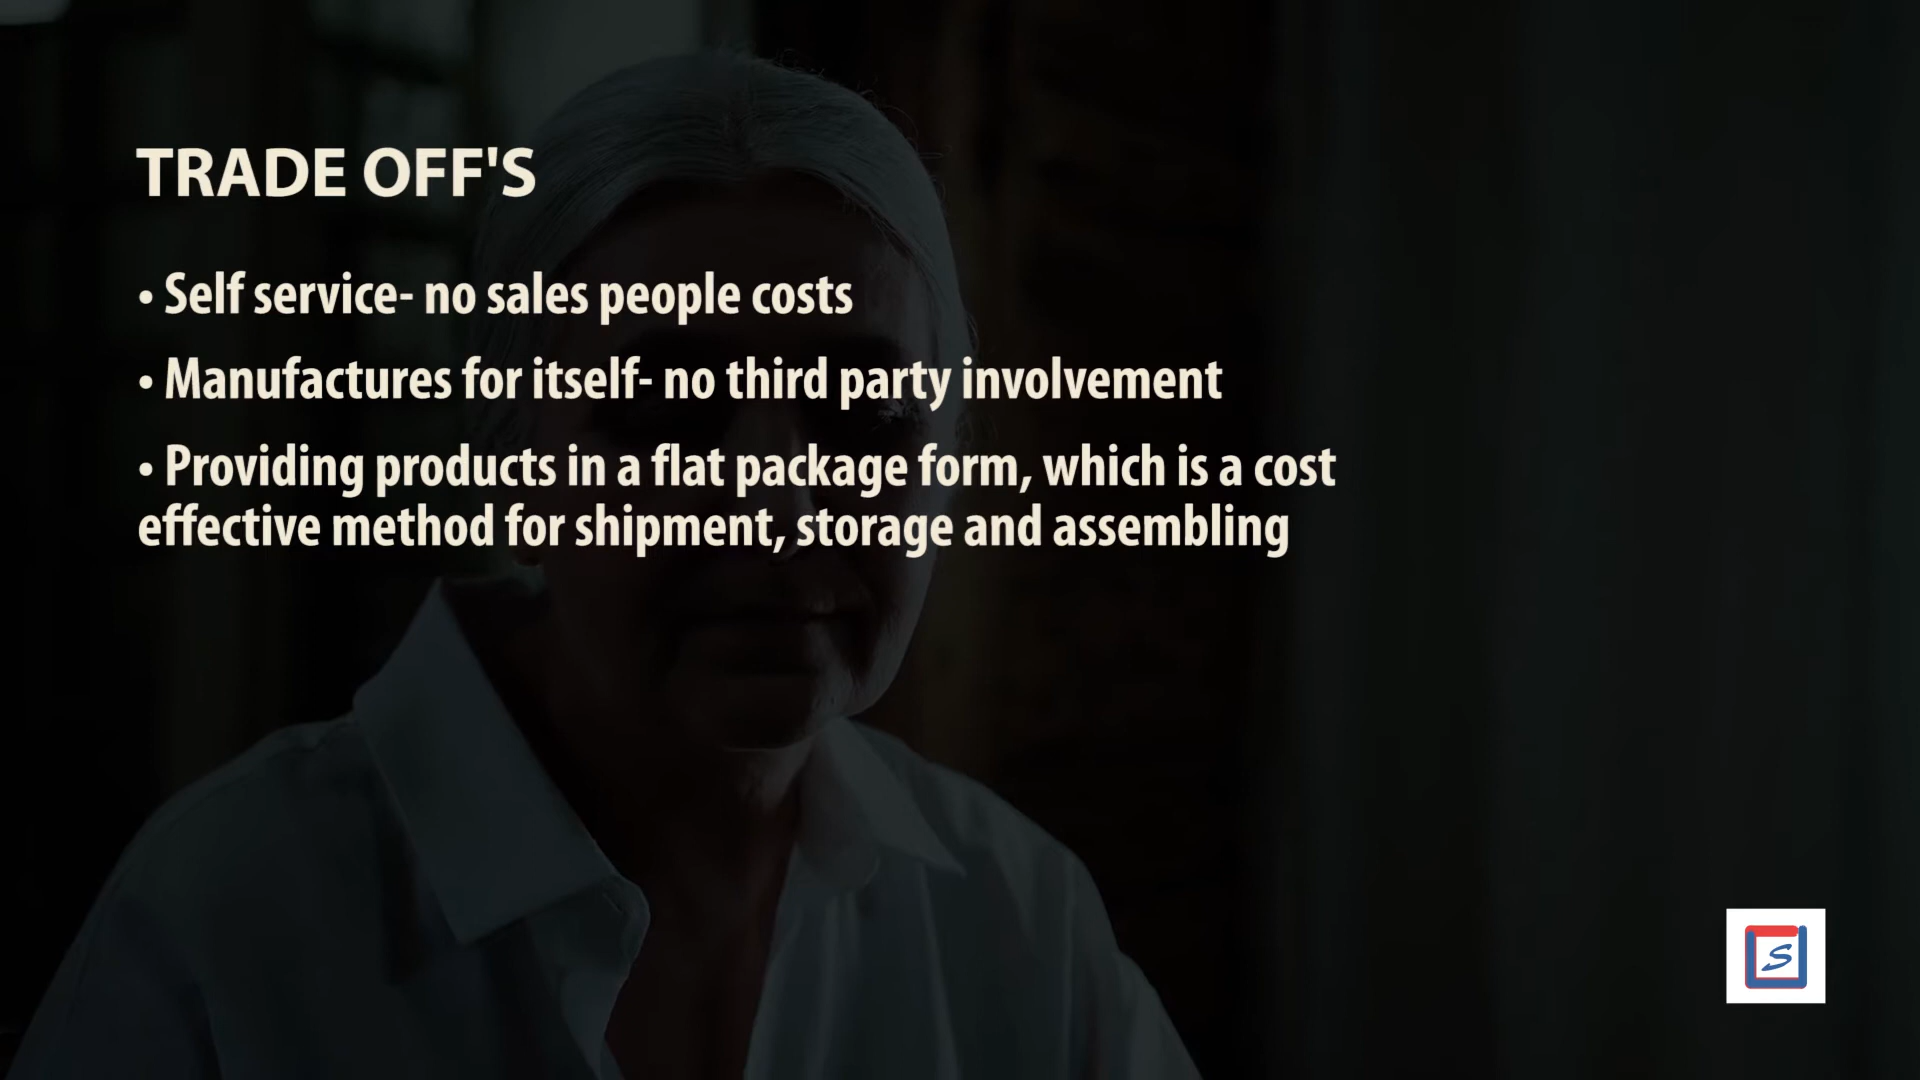 TRADE OFF'S
• Self service- no sales people costs
• Manufactures for itself- no third party involvement
• Providing products in a flat package form, which is a cost
effective method for shipment, storage and assembling
S